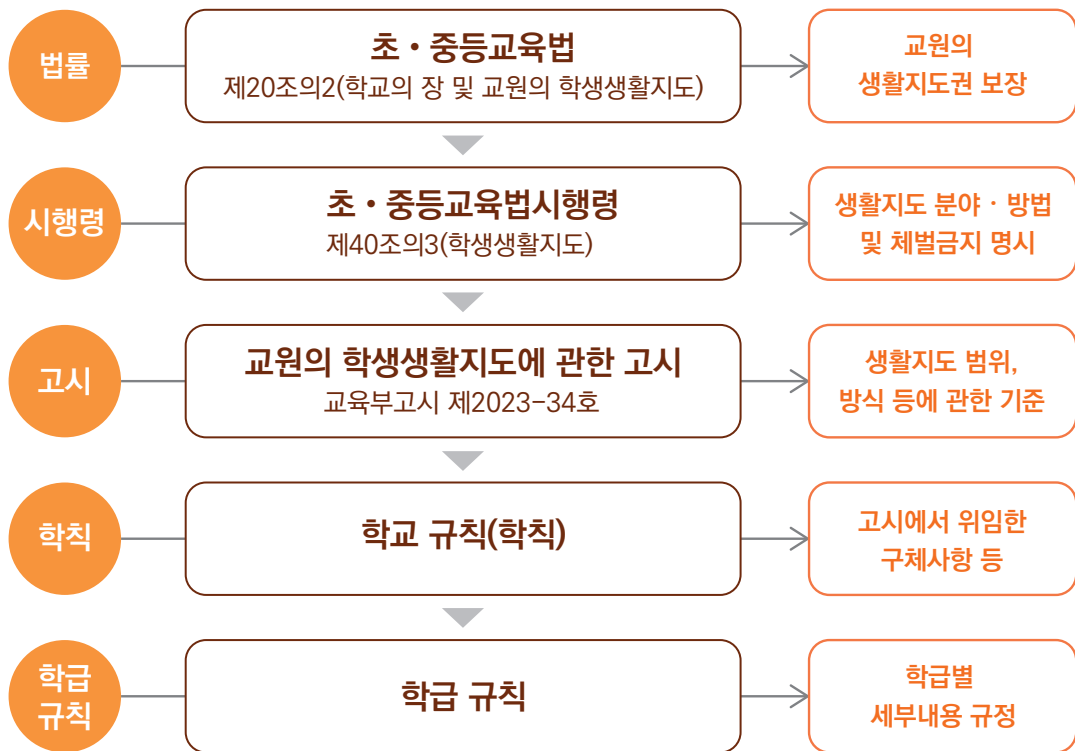 법률
초・중등교육법
제20조의2(학교의 장 및 교원의 학생생활지도)
교원의
생활지도권 보장
시행령
초・중등교육법시행령
제40조의3(학생생활지도)
생활지도 분야 · 방법
및 체벌금지 명시
고시
교원의 학생생활지도에 관한 고시
교육부고시 제2023-34호
생활지도 범위,
방식 등에 관한 기준
학칙
학교 규칙(학칙)
고시에서 위임한
구체사항 등
학급
규칙
학급 규칙
학급별
세부내용 규정